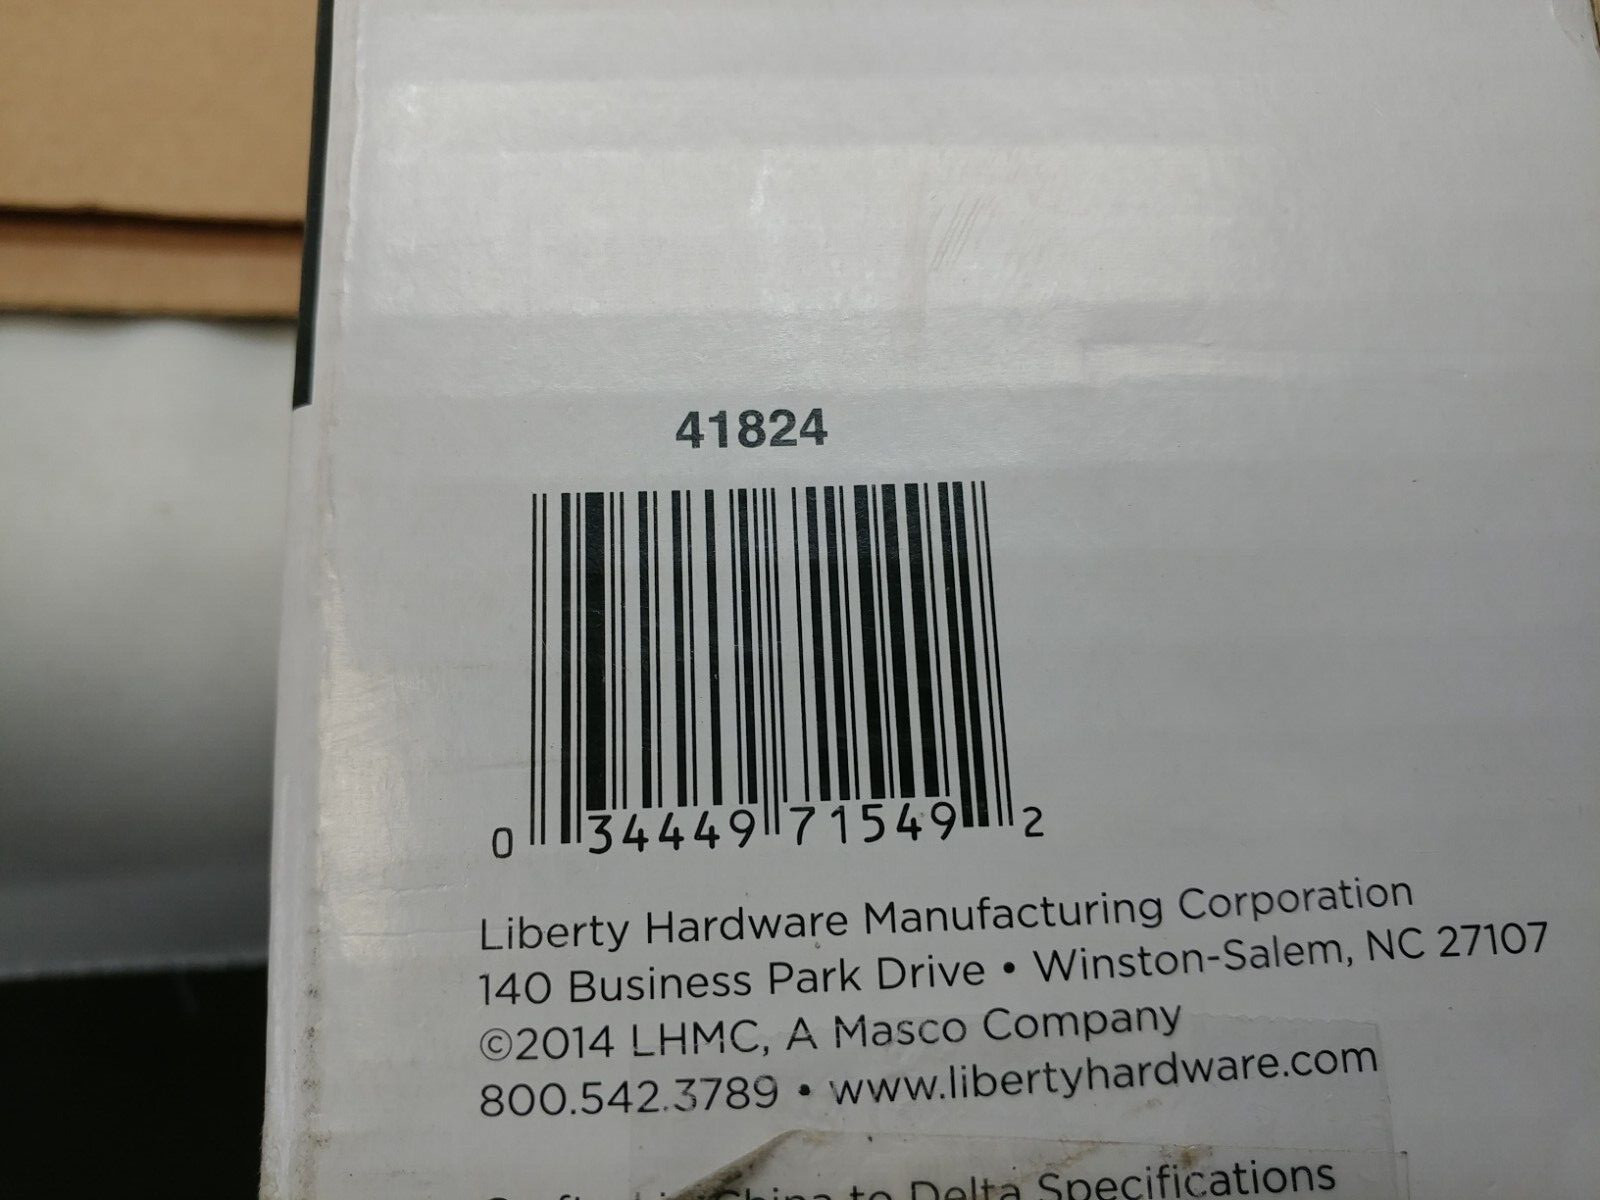 41824
0 34449 71549 2
Liberty Hardware Manufacturing Corporation
140 Business Park Drive • Winston-Salem, NC 27107
©2014 LHMC, A Masco Company
800.542.3789 • www.libertyhardware.com
China to Delta Specifications